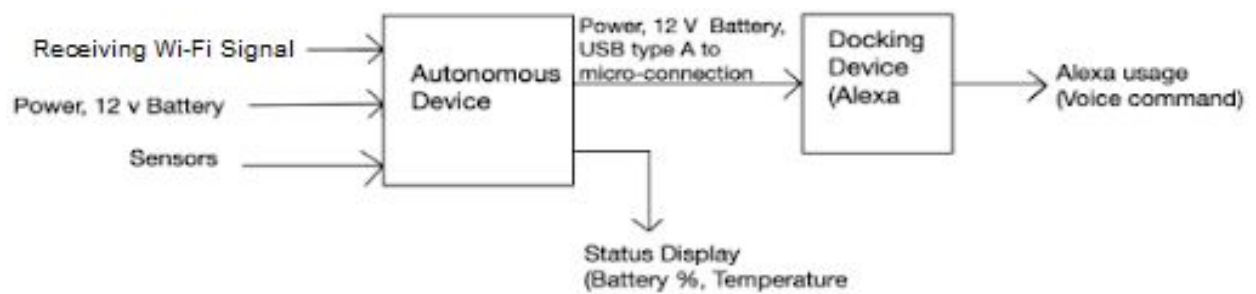 Receiving Wi-Fi Signal
Power, 12 v Battery
Sensors
Autonomous
Device
Power, 12 V Battery,
USB type A to
micro-connection
Docking
Device
(Alexa
Alexa usage
(Voice command)
Status Display
(Battery %, Temperature